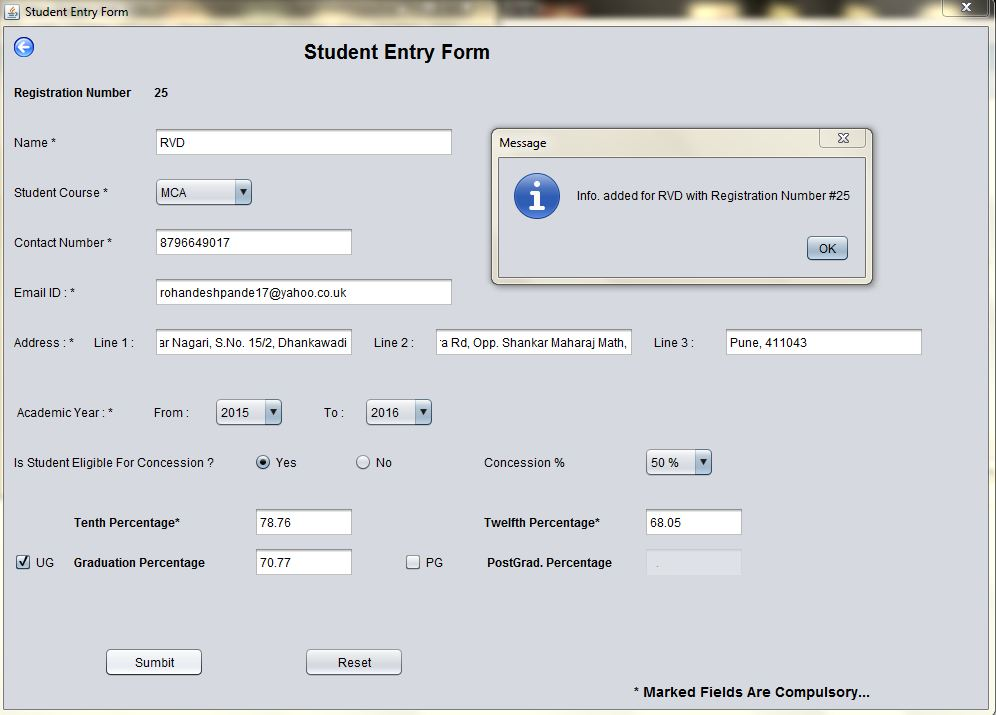 Student Entry Form
Student Entry Form
Registration Number 25
Name * RVD
Message
Student Course * MCA
Info. added for RVD with Registration Number #25
Contact Number * 8796649017
OK
Email ID : * rohandeshpande17@yahoo.co.uk
Address : * Line 1 : ar Nagari, S.No. 15/2, Dhankawadi Line 2 : a Rd, Opp. Shankar Maharaj Math, Line 3 : Pune, 411043
Academic Year : * From : 2015 To : 2016
Is Student Eligible For Concession ? Yes No Concession % 50 %
Tenth Percentage* 78.76 Twelfth Percentage* 68.05
UG Graduation Percentage 70.77 PG PostGrad. Percentage .
Sumbit Reset
* Marked Fields Are Compulsory...